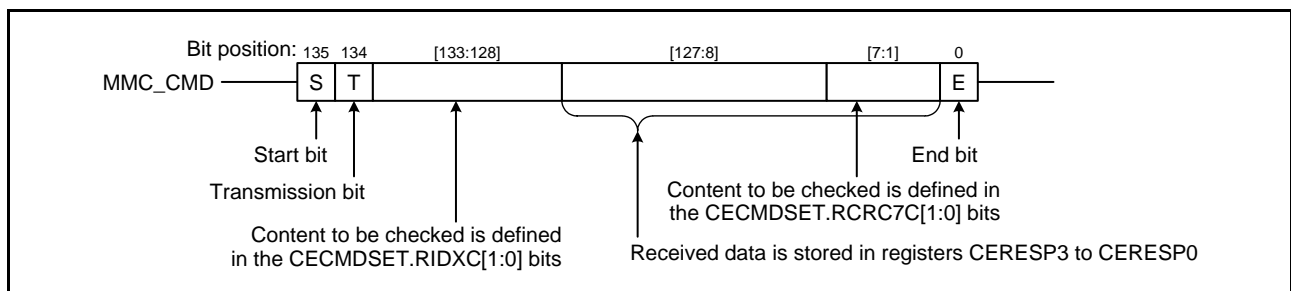 Bit position: 135 134 [133:128] [127:8] [7:1] 0
MMC_CMD S T E
Start bit End bit
Transmission bit
Content to be checked is defined in
the CECMDSET.RCRC7C[1:0] bits
Content to be checked is defined
in the CECMDSET.RIDXC[1:0] bits
Received data is stored in registers CERESP3 to CERESP0